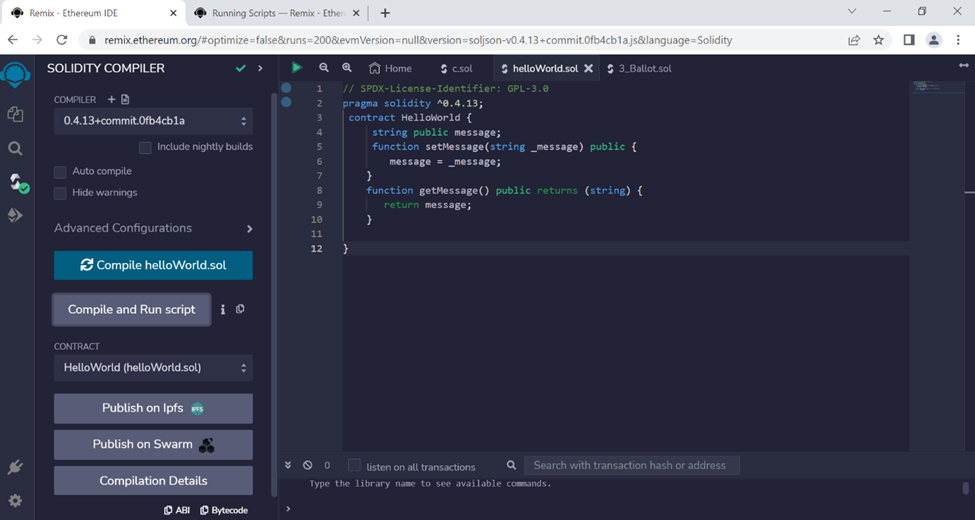 Remix - Ethereum IDE
Running Scripts — Remix - Ether
remix.ethereum.org/#optimize=false&runs=200&evmVersion=null&version=soljson-v0.4.13+commit.0fb4cb1a.js&language=Solidity
SOLIDITY COMPILER
Home
c.sol
helloWorld.sol
3_Ballot.sol
COMPILER
0.4.13+commit.0fb4cb1a
Include nightly builds
Auto compile
Hide warnings
Advanced Configurations
Compile helloWorld.sol
Compile and Run script
CONTRACT
HelloWorld (helloWorld.sol)
Publish on Ipfs IPFS
Publish on Swarm
Compilation Details
ABI Bytecode
1 // SPDX-License-Identifier: GPL-3.0
2 pragma solidity ^0.4.13;
3 contract HelloWorld {
4 string public message;
5 function setMessage(string _message) public {
6 message = _message;
7 }
8 function getMessage() public returns (string) {
9 return message;
10 }
11
12 }
0 listen on all transactions Search with transaction hash or address
Type the library name to see available commands.
>